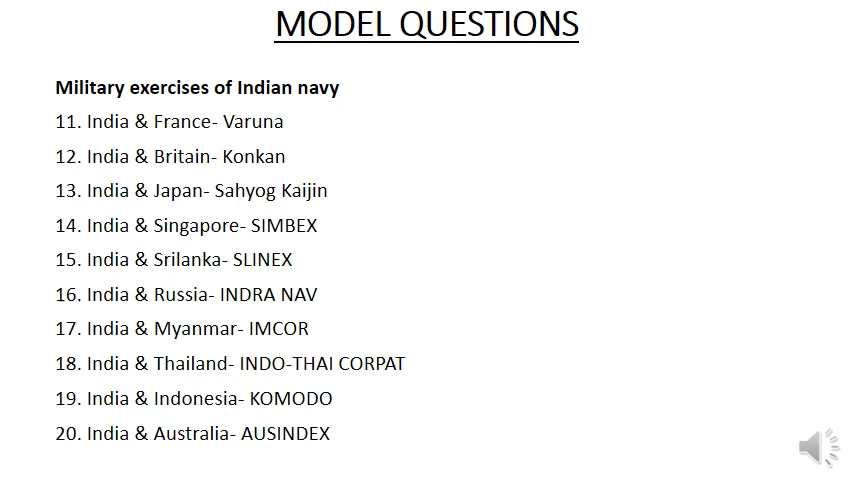 MODEL QUESTIONS
Military exercises of Indian navy
11. India & France- Varuna
12. India & Britain- Konkan
13. India & Japan- Sahyog Kaijin
14. India & Singapore- SIMBEX
15. India & Srilanka- SLINEX
16. India & Russia- INDRA NAV
17. India & Myanmar- IMCOR
18. India & Thailand- INDO-THAI CORPAT
19. India & Indonesia- KOMODO
20. India & Australia- AUSINDEX